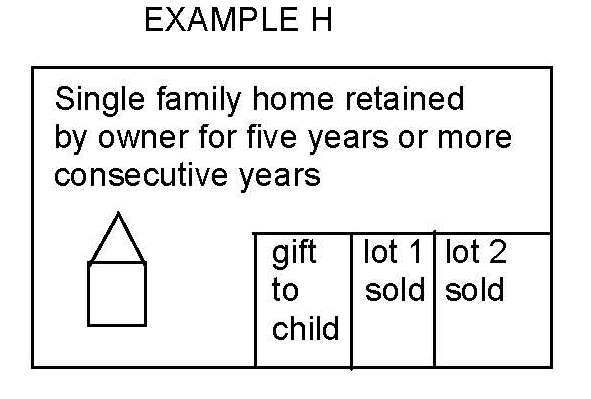 EXAMPLE H
Single family home retained
by owner for five years or more
consecutive years
gift
to
child
lot 1
sold
lot 2
sold